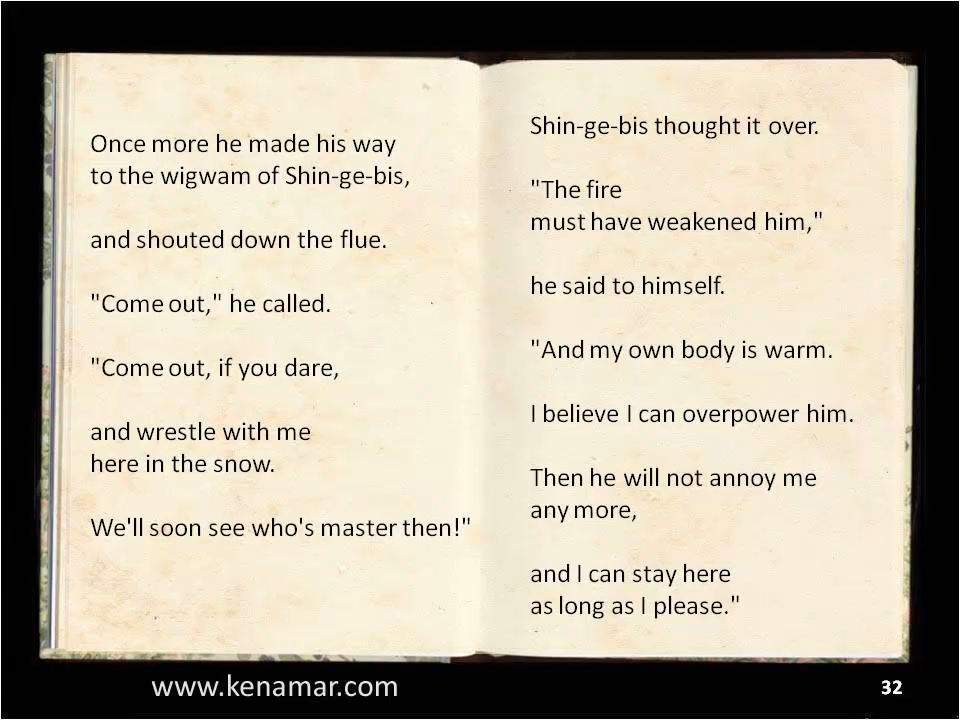 Once more he made his way
to the wigwam of Shin-ge-bis,
and shouted down the flue.
"Come out," he called.
"Come out, if you dare,
and wrestle with me
here in the snow.
We'll soon see who's master then!"
Shin-ge-bis thought it over.
"The fire
must have weakened him,"
he said to himself.
"And my own body is warm.
I believe I can overpower him.
Then he will not annoy me
any more,
and I can stay here
as long as I please."
www.kenamar.com
32